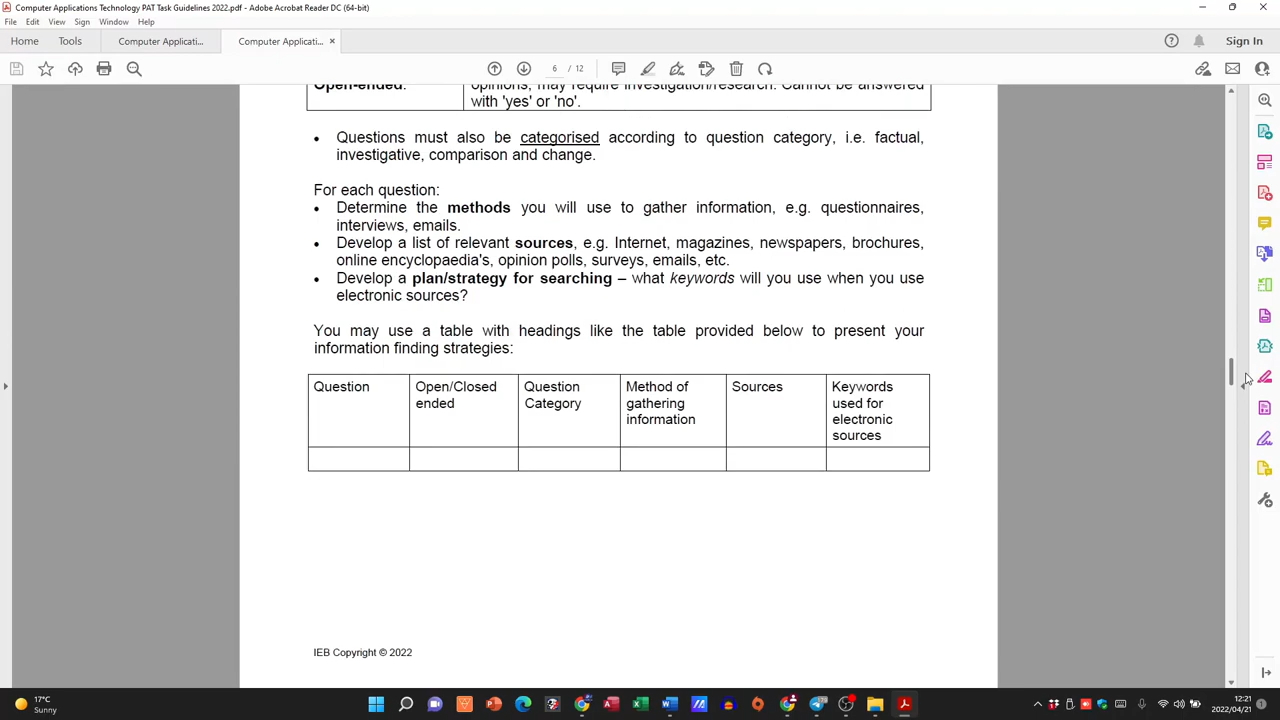 Computer Applications Technology PAT Task Guidelines 2022.pdf - Adobe Acrobat Reader DC (64-bit)
File Edit View Sign Window Help
Home Tools Computer Applicati... Computer Applicati... × Sign In
6 / 12
Open-ended: opinions, may require investigation/research. Cannot be answered
with 'yes' or 'no'.
• Questions must also be categorised according to question category, i.e. factual,
investigative, comparison and change.
For each question:
• Determine the methods you will use to gather information, e.g. questionnaires,
interviews, emails.
• Develop a list of relevant sources, e.g. Internet, magazines, newspapers, brochures,
online encyclopaedia's, opinion polls, surveys, emails, etc.
• Develop a plan/strategy for searching – what keywords will you use when you use
electronic sources?
You may use a table with headings like the table provided below to present your
information finding strategies:
Question Open/Closed Question Method of Sources Keywords
ended Category gathering used for
information electronic
sources
IEB Copyright © 2022
17°C
Sunny
12:21
2022/04/21